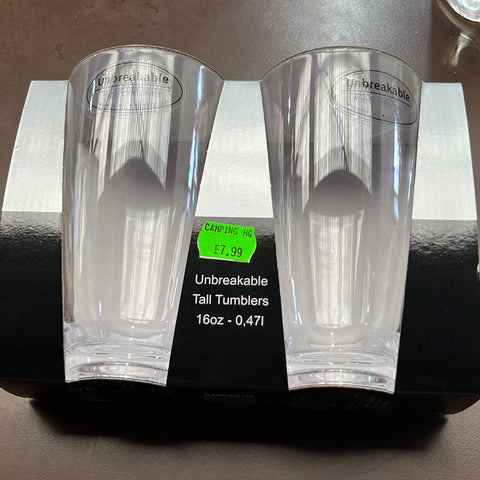 Unbreakable
Unbreakable
CAMPING HQ
£7.99
Unbreakable
Tall Tumblers
16oz - 0,47l